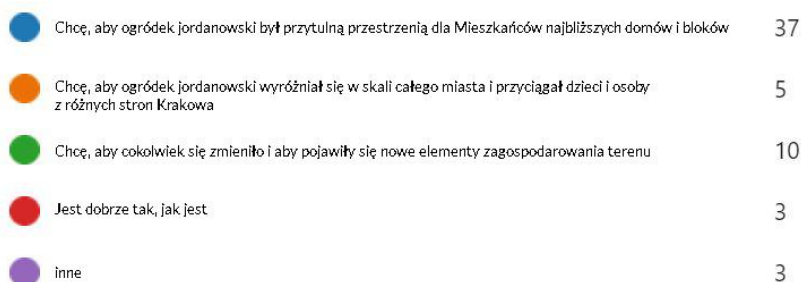 Chcę, aby ogródek jordanowski był przytulną przestrzenią dla Mieszkańców najbliższych domów i bloków 37
Chcę, aby ogródek jordanowski wyróżniał się w skali całego miasta i przyciągał dzieci i osoby 5
z różnych stron Krakowa
Chcę, aby cokolwiek się zmieniło i aby pojawiły się nowe elementy zagospodarowania terenu 10
Jest dobrze tak, jak jest 3
inne 3